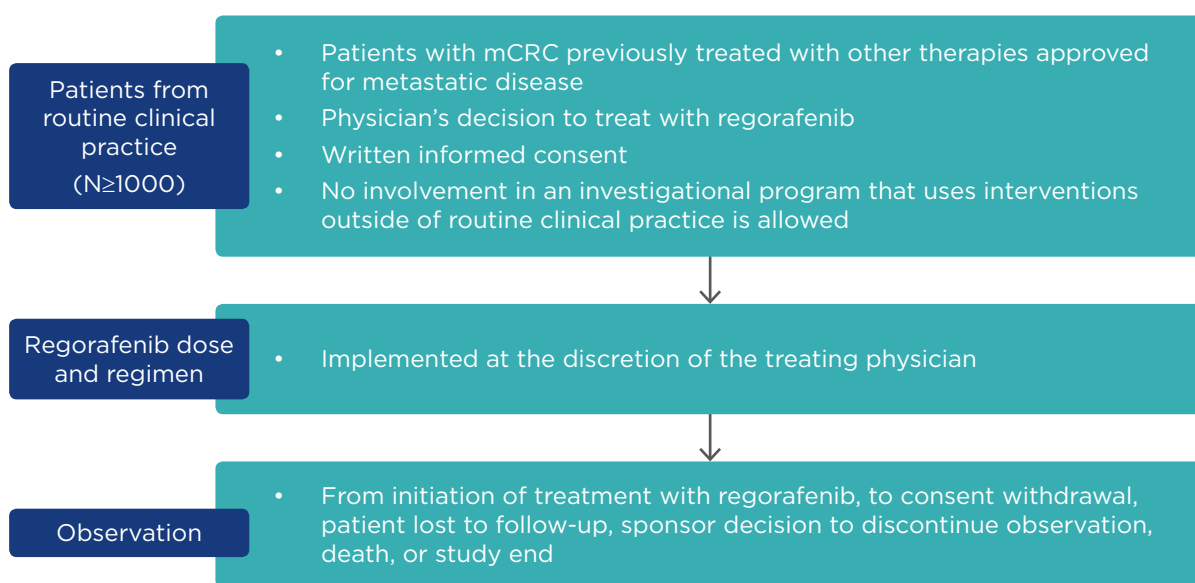 Patients from
routine clinical
practice
(N≥1000)
• Patients with mCRC previously treated with other therapies approved
for metastatic disease
• Physician’s decision to treat with regorafenib
• Written informed consent
• No involvement in an investigational program that uses interventions
outside of routine clinical practice is allowed
Regorafenib dose
and regimen
• Implemented at the discretion of the treating physician
Observation
• From initiation of treatment with regorafenib, to consent withdrawal,
patient lost to follow-up, sponsor decision to discontinue observation,
death, or study end